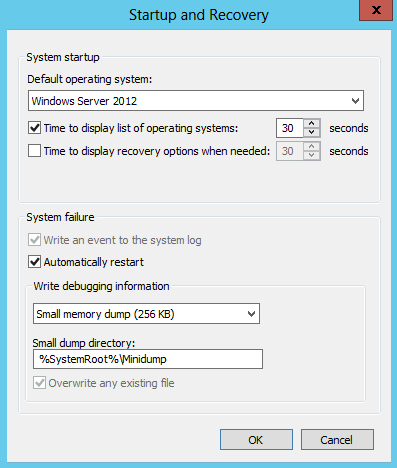 Startup and Recovery
x
System startup
Default operating system:
Windows Server 2012
Time to display list of operating systems: 30 seconds
Time to display recovery options when needed: 30 seconds
System failure
Write an event to the system log
Automatically restart
Write debugging information
Small memory dump (256 KB)
Small dump directory:
%SystemRoot%\Minidump
Overwrite any existing file
OK Cancel